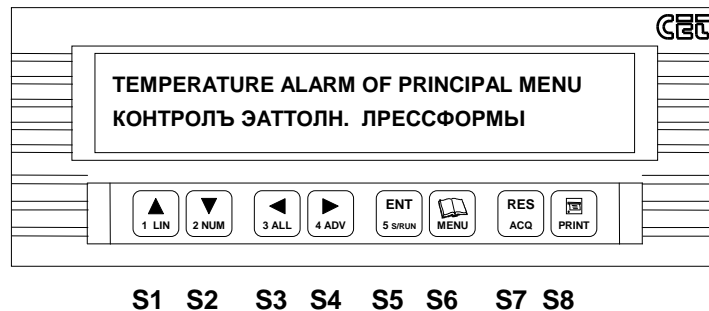 CET
TEMPERATURE ALARM OF PRINCIPAL MENU
КОНТРОЛЪ ЭАТТОЛН. ЛРЕССФОРМЫ
ENT RES
1 LIN 2 NUM 3 ALL 4 ADV 5 S/RUN MENU ACQ PRINT
S1 S2 S3 S4 S5 S6 S7 S8